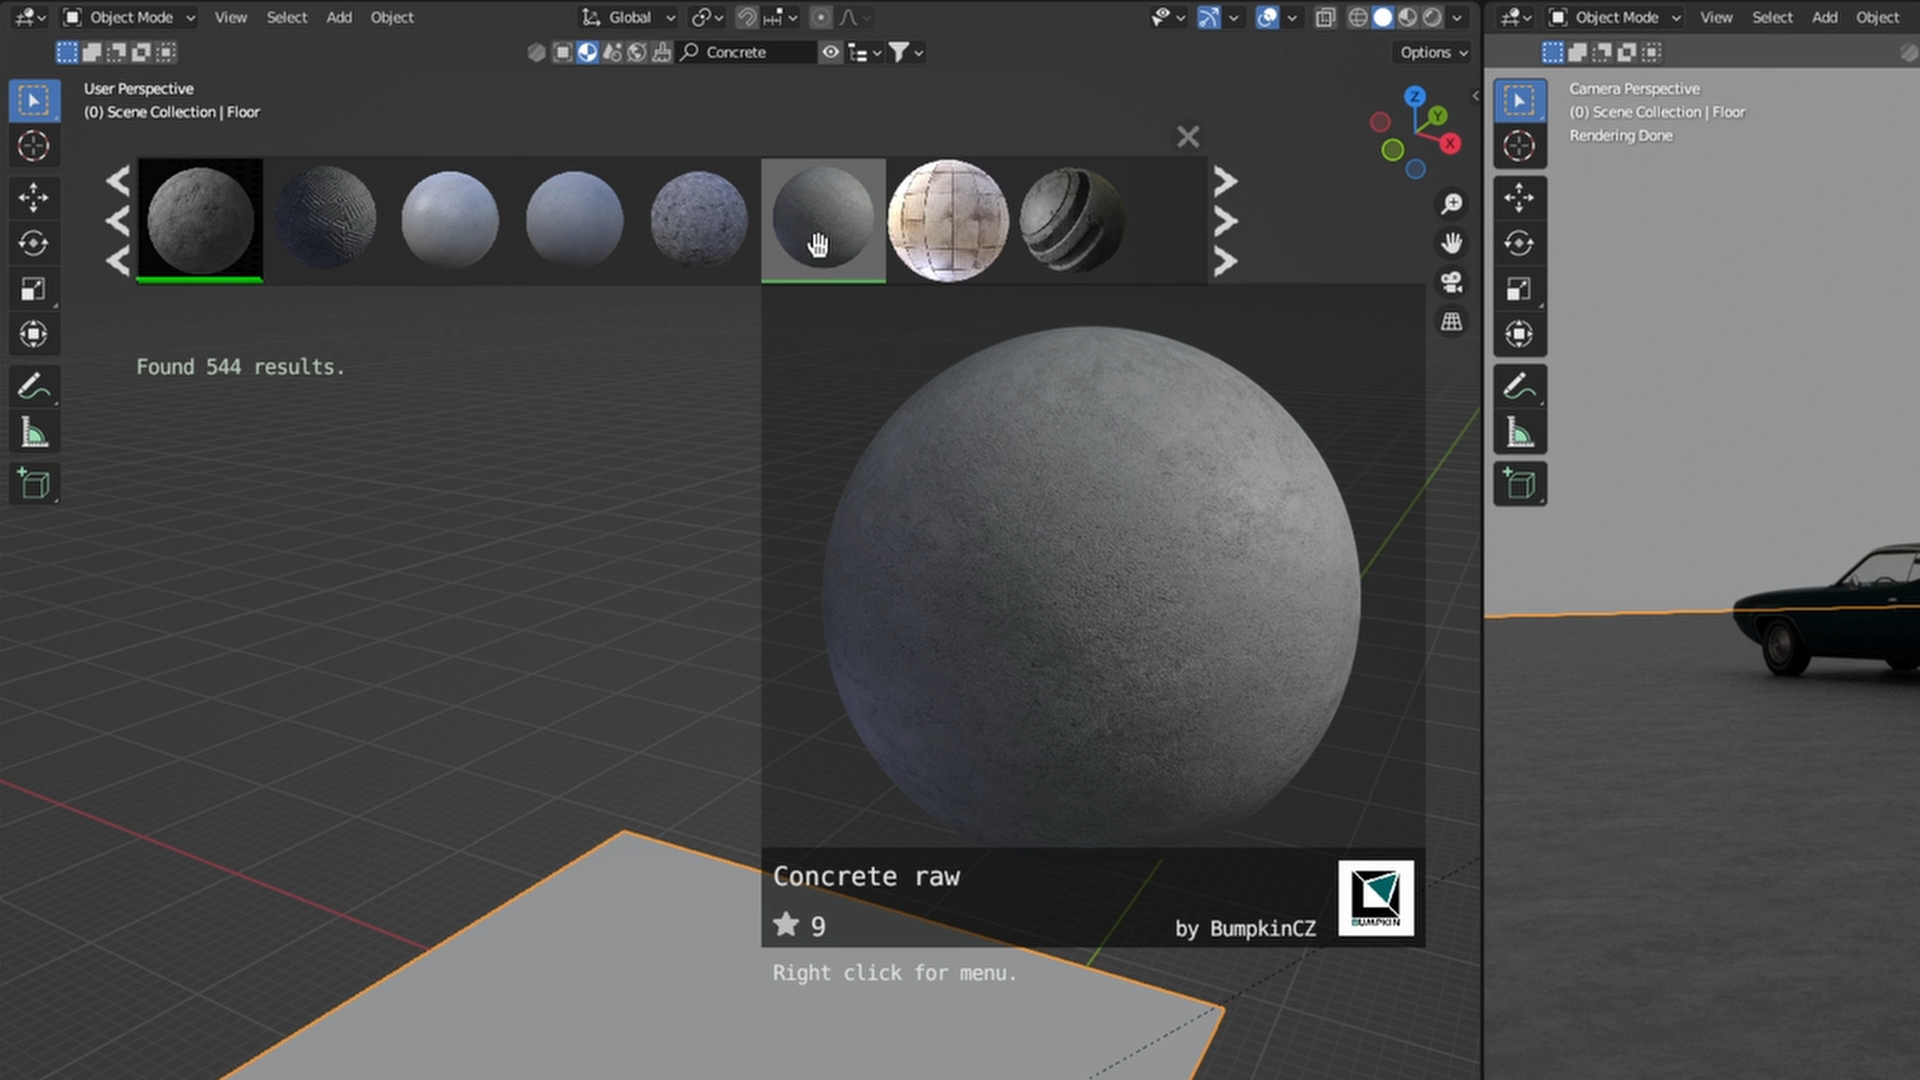 Object Mode View Select Add Object Global
Concrete Options
User Perspective
(0) Scene Collection | Floor
Z
Y
X
Found 544 results.
Concrete raw
9
by BumpkinCZ
BUMPKIN
Right click for menu.
Object Mode View Select Add Object
Camera Perspective
(0) Scene Collection | Floor
Rendering Done